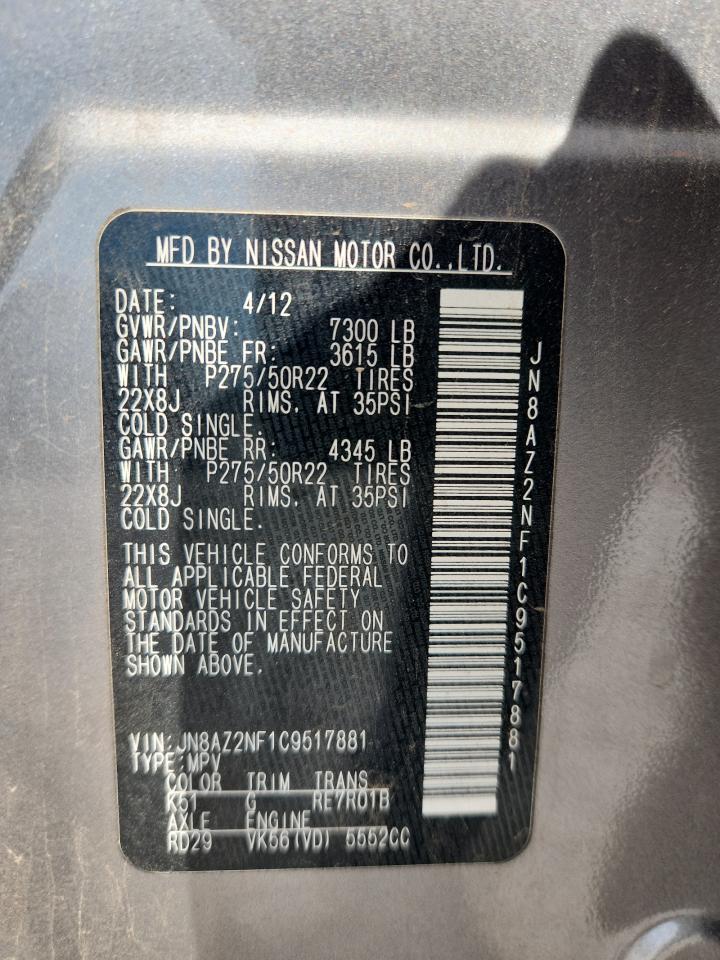 MFD BY NISSAN MOTOR CO.,LTD.
DATE: 4/12
GVWR/PNBV: 7300 LB
GAWR/PNBE FR: 3615 LB
WITH P275/50R22 TIRES
22X8J RIMS. AT 35PSI
COLD SINGLE.
GAWR/PNBE RR: 4345 LB
WITH P275/50R22 TIRES
22X8J RIMS. AT 35PSI
COLD SINGLE.
THIS VEHICLE CONFORMS TO
ALL APPLICABLE FEDERAL
MOTOR VEHICLE SAFETY
STANDARDS IN EFFECT ON
THE DATE OF MANUFACTURE
SHOWN ABOVE.
VIN:JN8AZ2NF1C9517881
TYPE:MPV
COLOR TRIM TRANS
K51 G RE7R01B
AXLE ENGINE
RD29 VK56(VD) 5552CC
JN8AZ2NF1C9517881